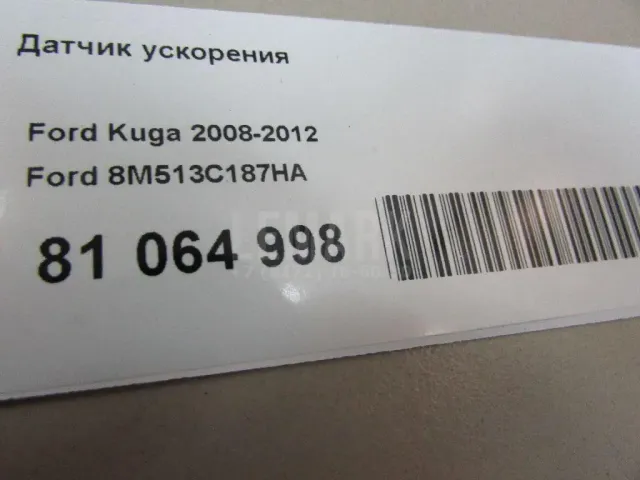 Датчик ускорения
Ford Kuga 2008-2012
Ford 8M513C187HA
81 064 998